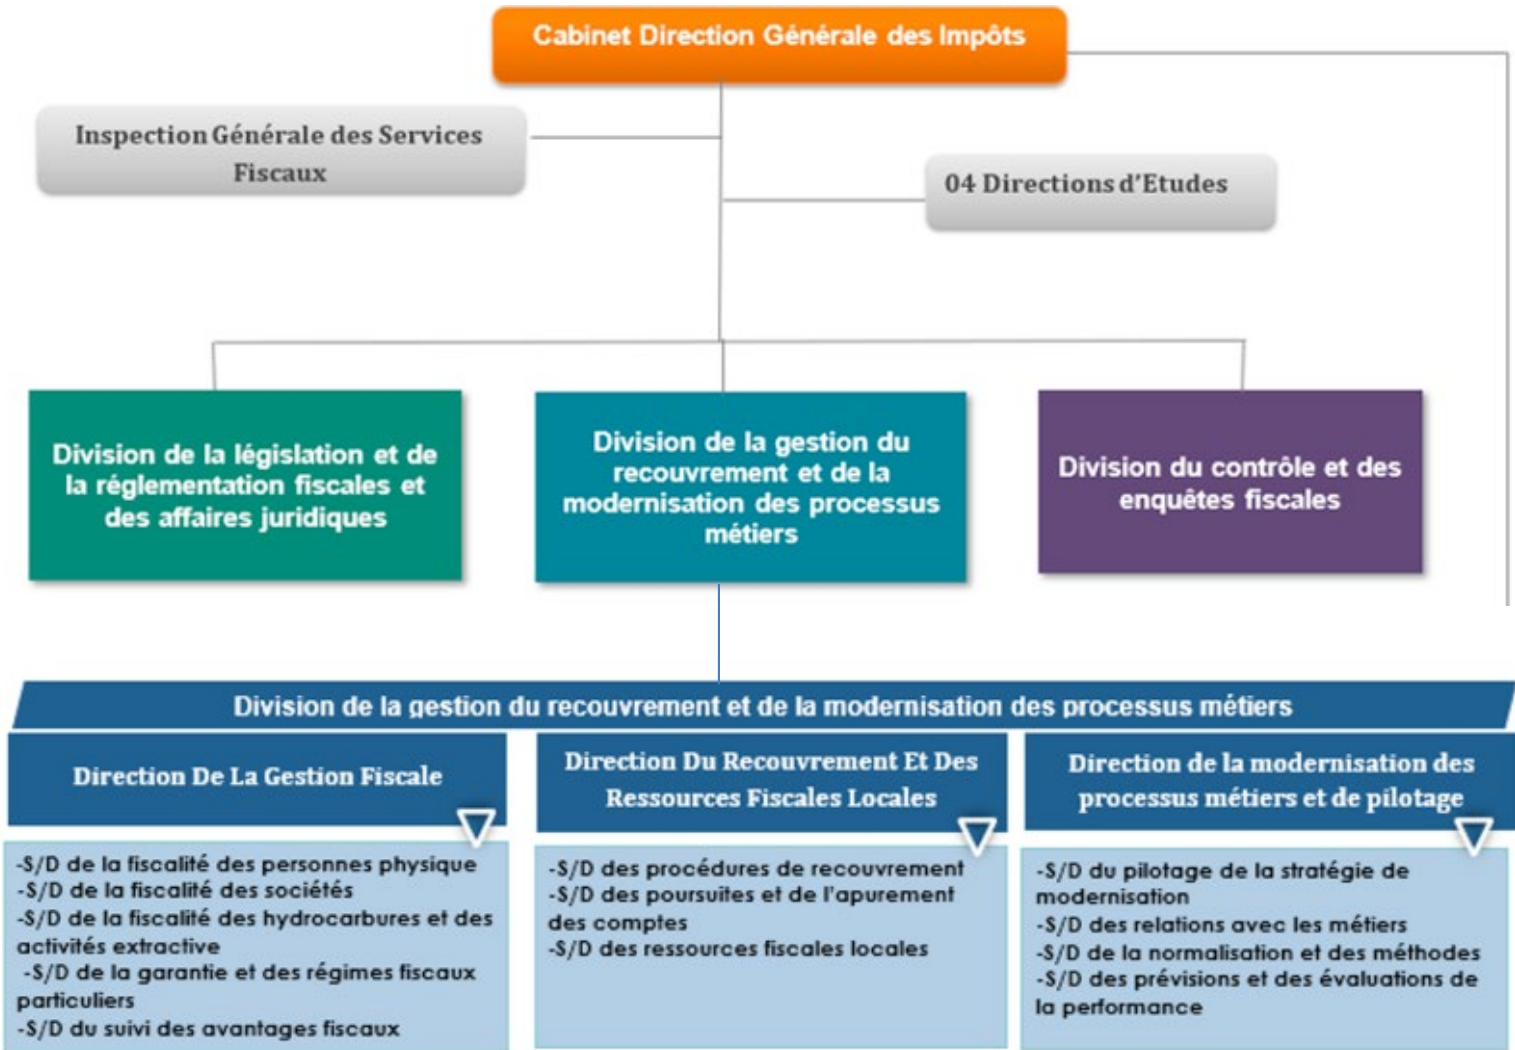 Cabinet Direction Générale des Impôts
Inspection Générale des Services
Fiscaux
04 Directions d'Etudes
Division de la législation et de
la réglementation fiscales et
des affaires juridiques
Division de la gestion du
recouvrement et de la
modernisation des processus
métiers
Division du contrôle et des
enquêtes fiscales
Division de la gestion du recouvrement et de la modernisation des processus métiers
Direction De La Gestion Fiscale
-S/D de la fiscalité des personnes physique
-S/D de la fiscalité des sociétés
-S/D de la fiscalité des hydrocarbures et des
activités extractive
-S/D de la garantie et des régimes fiscaux
particuliers
-S/D du suivi des avantages fiscaux
Direction Du Recouvrement Et Des
Ressources Fiscales Locales
-S/D des procédures de recouvrement
-S/D des poursuites et de l'apurement
des comptes
-S/D des ressources fiscales locales
Direction de la modernisation des
processus métiers et de pilotage
-S/D du pilotage de la stratégie de
modernisation
-S/D des relations avec les métiers
-S/D de la normalisation et des méthodes
-S/D des prévisions et des évaluations de
la performance